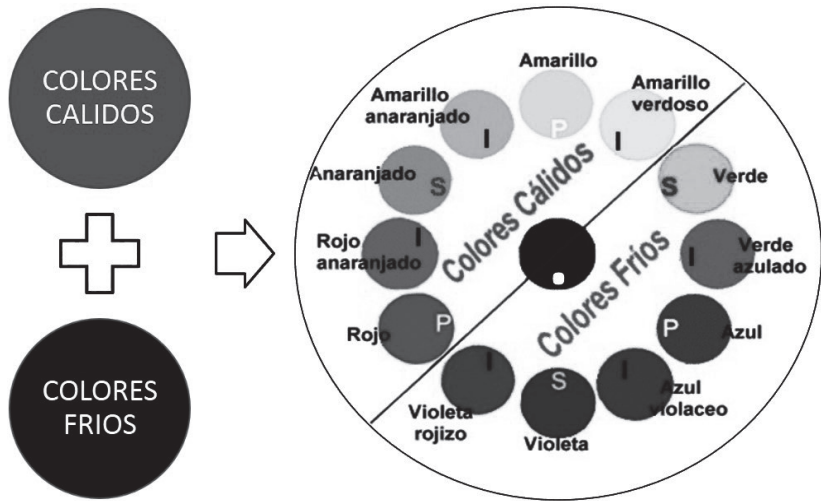 COLORES
CALIDOS
COLORES
FRIOS
Amarillo
P
Amarillo
verdoso
I
Amarillo
anaranjado
I
Anaranjado
S
Rojo
anaranjado
I
Rojo
P
Colores Cálidos
S
Verde
I
Verde
azulado
P
Azul
I
Azul
violaceo
S
Violeta
I
Violeta
rojizo
Colores Fríos